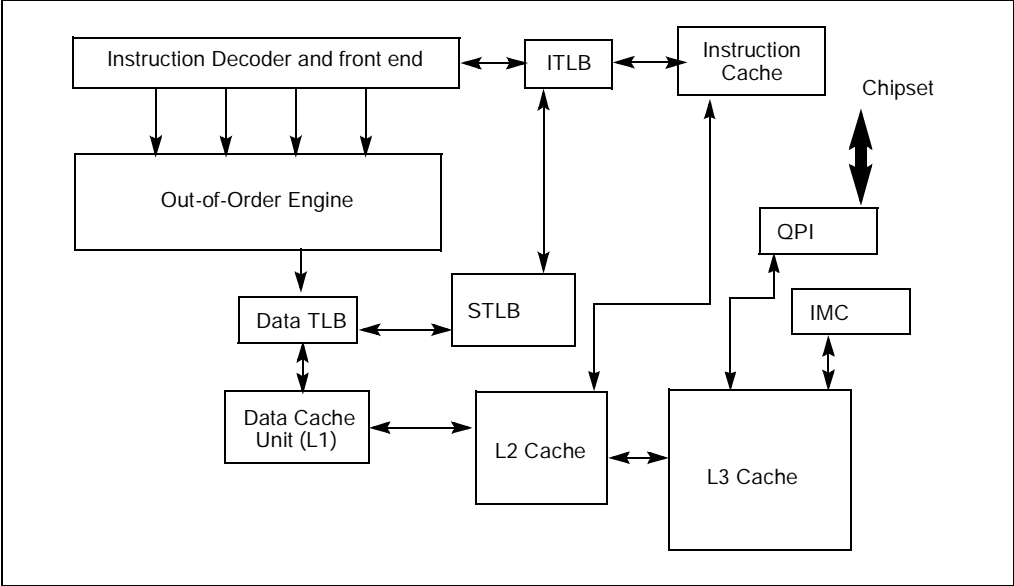 Instruction Decoder and front end
ITLB
Instruction
Cache
Chipset
Out-of-Order Engine
QPI
Data TLB
STLB
IMC
Data Cache
Unit (L1)
L2 Cache
L3 Cache